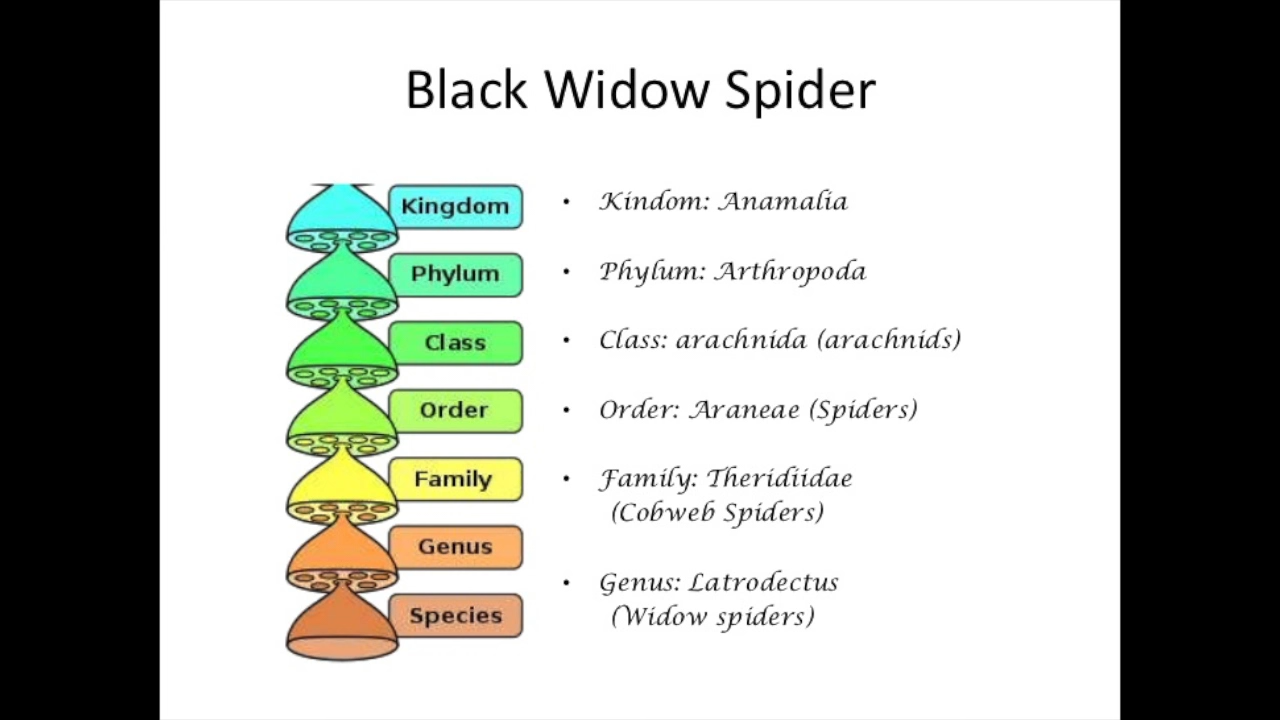 Black Widow Spider
Kingdom
Phylum
Class
Order
Family
Genus
Species
• Kindom: Anamalia
• Phylum: Arthropoda
• Class: arachnida (arachnids)
• Order: Araneae (Spiders)
• Family: Theridiidae
(Cobweb Spiders)
• Genus: Latrodectus
(Widow spiders)